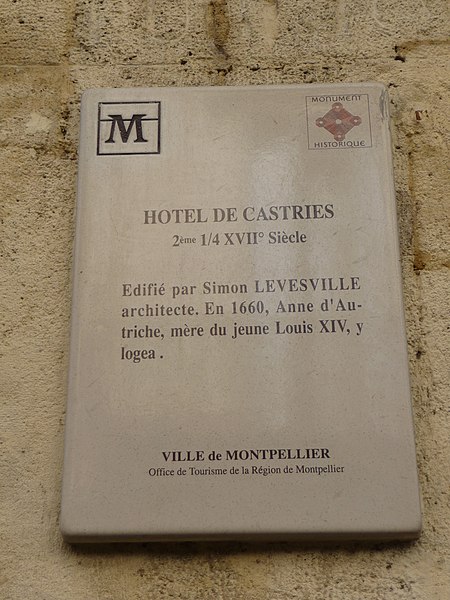 M
MONUMENT
HISTORIQUE
HOTEL DE CASTRIES
2ème 1/4 XVII° Siècle
Edifié par Simon LEVESVILLE
architecte. En 1660, Anne d'Au-
triche, mère du jeune Louis XIV, y
logea .
VILLE de MONTPELLIER
Office de Tourisme de la Région de Montpellier